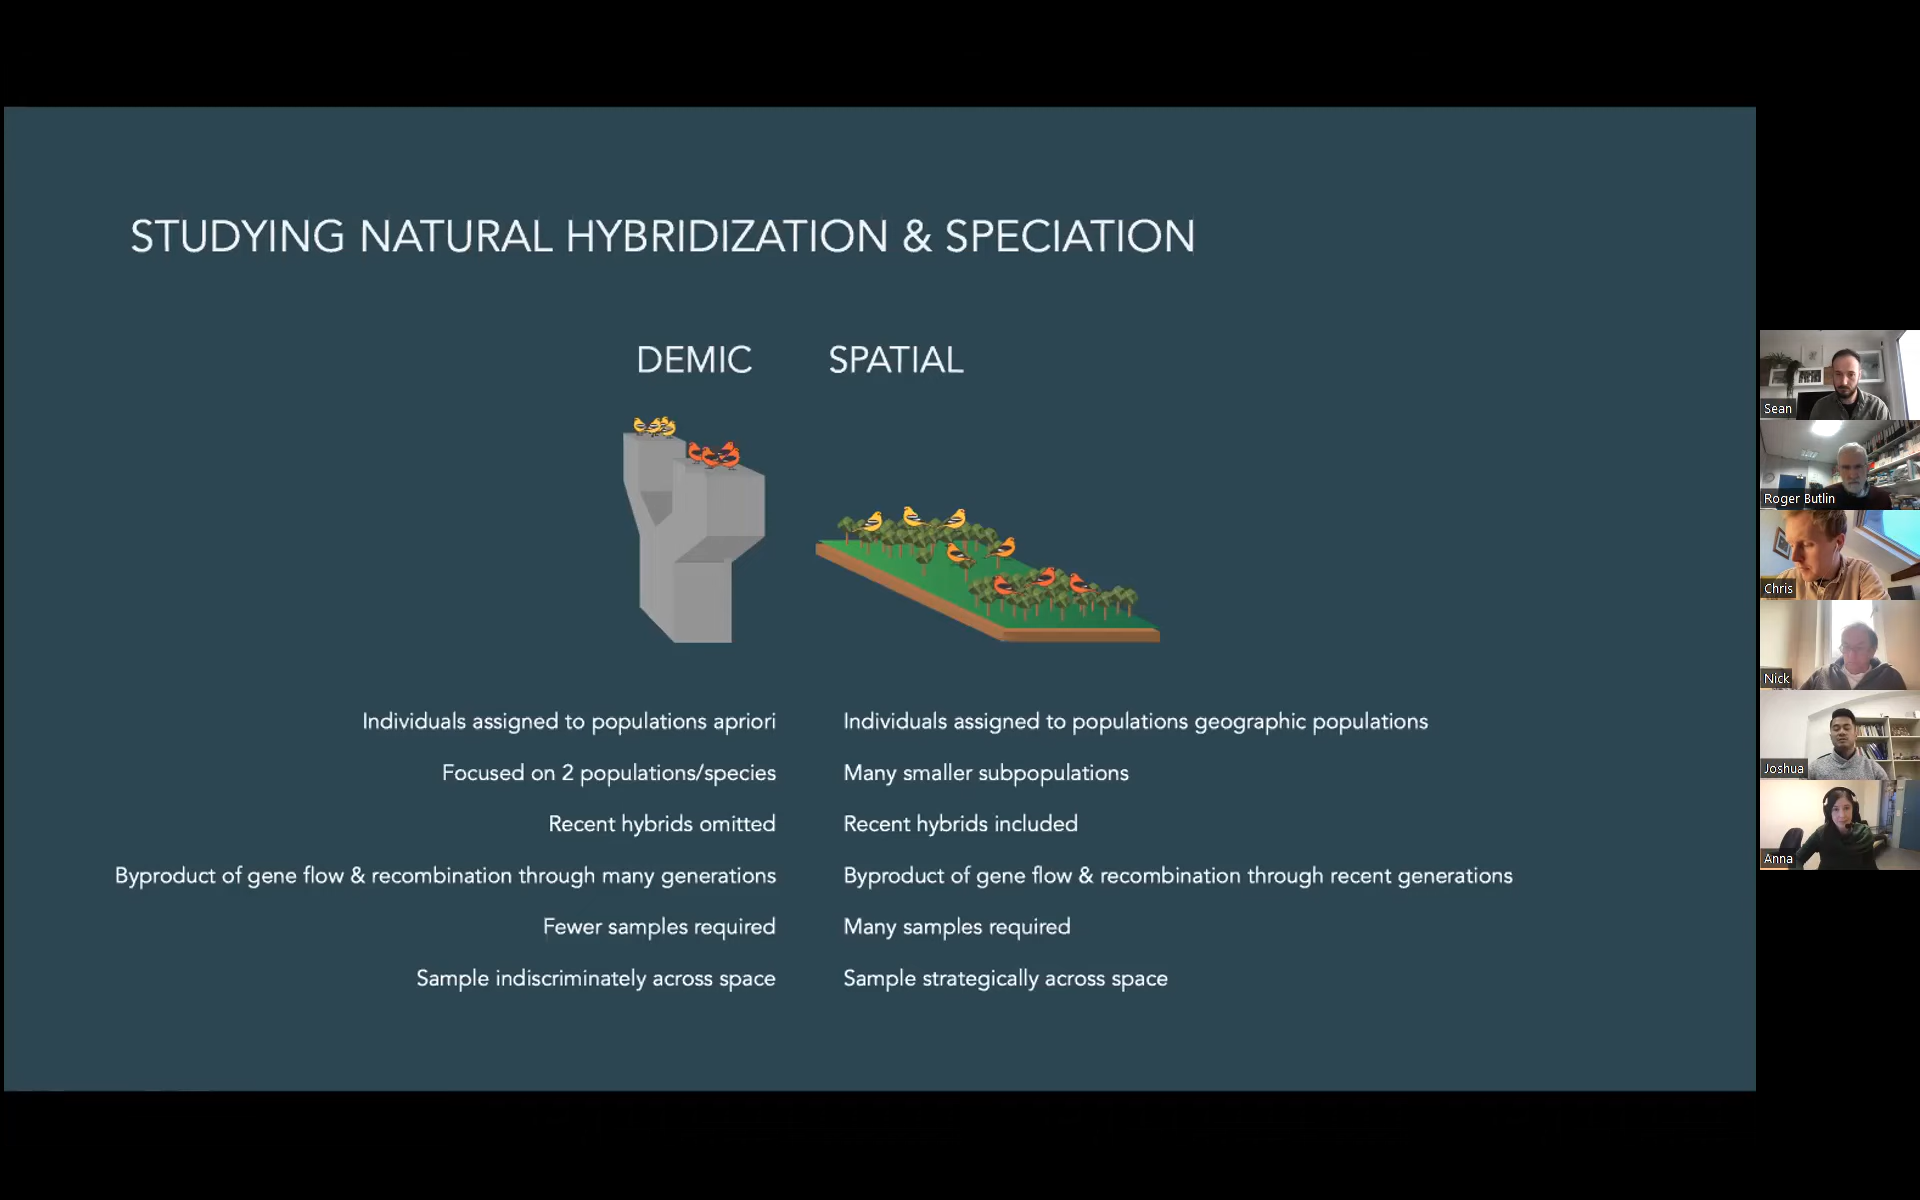 STUDYING NATURAL HYBRIDIZATION & SPECIATION
DEMIC
SPATIAL
Individuals assigned to populations apriori
Individuals assigned to populations geographic populations
Focused on 2 populations/species
Many smaller subpopulations
Recent hybrids omitted
Recent hybrids included
Byproduct of gene flow & recombination through many generations
Byproduct of gene flow & recombination through recent generations
Fewer samples required
Many samples required
Sample indiscriminately across space
Sample strategically across space
Sean
Roger Butlin
Chris
Nick
Joshua
Anna